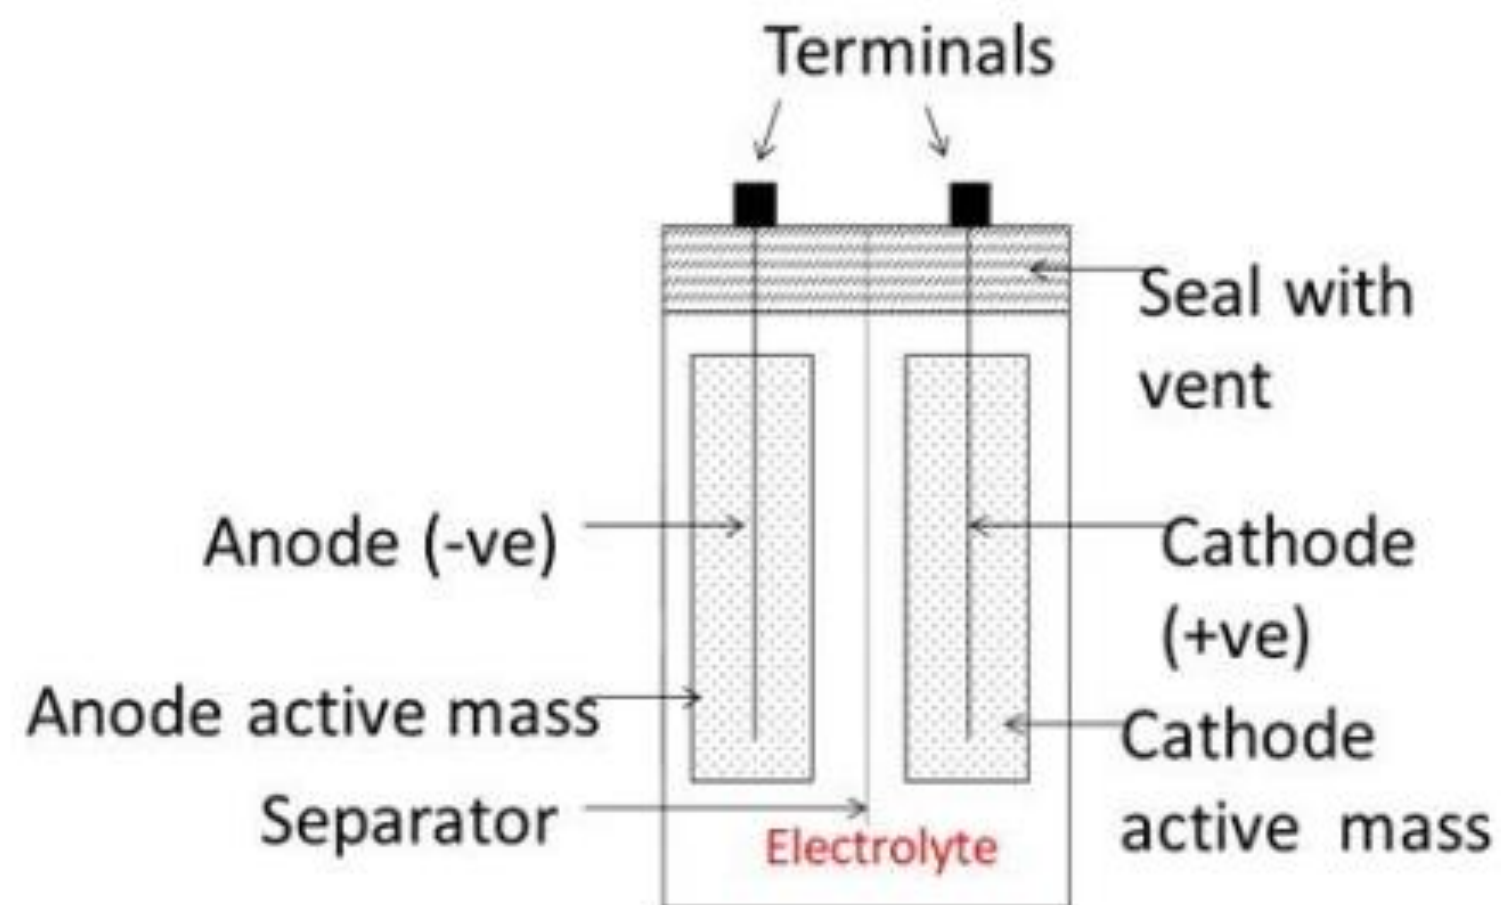 Terminals
Seal with
vent
Anode (-ve)
Cathode
(+ve)
Anode active mass
Cathode
active mass
Separator
Electrolyte